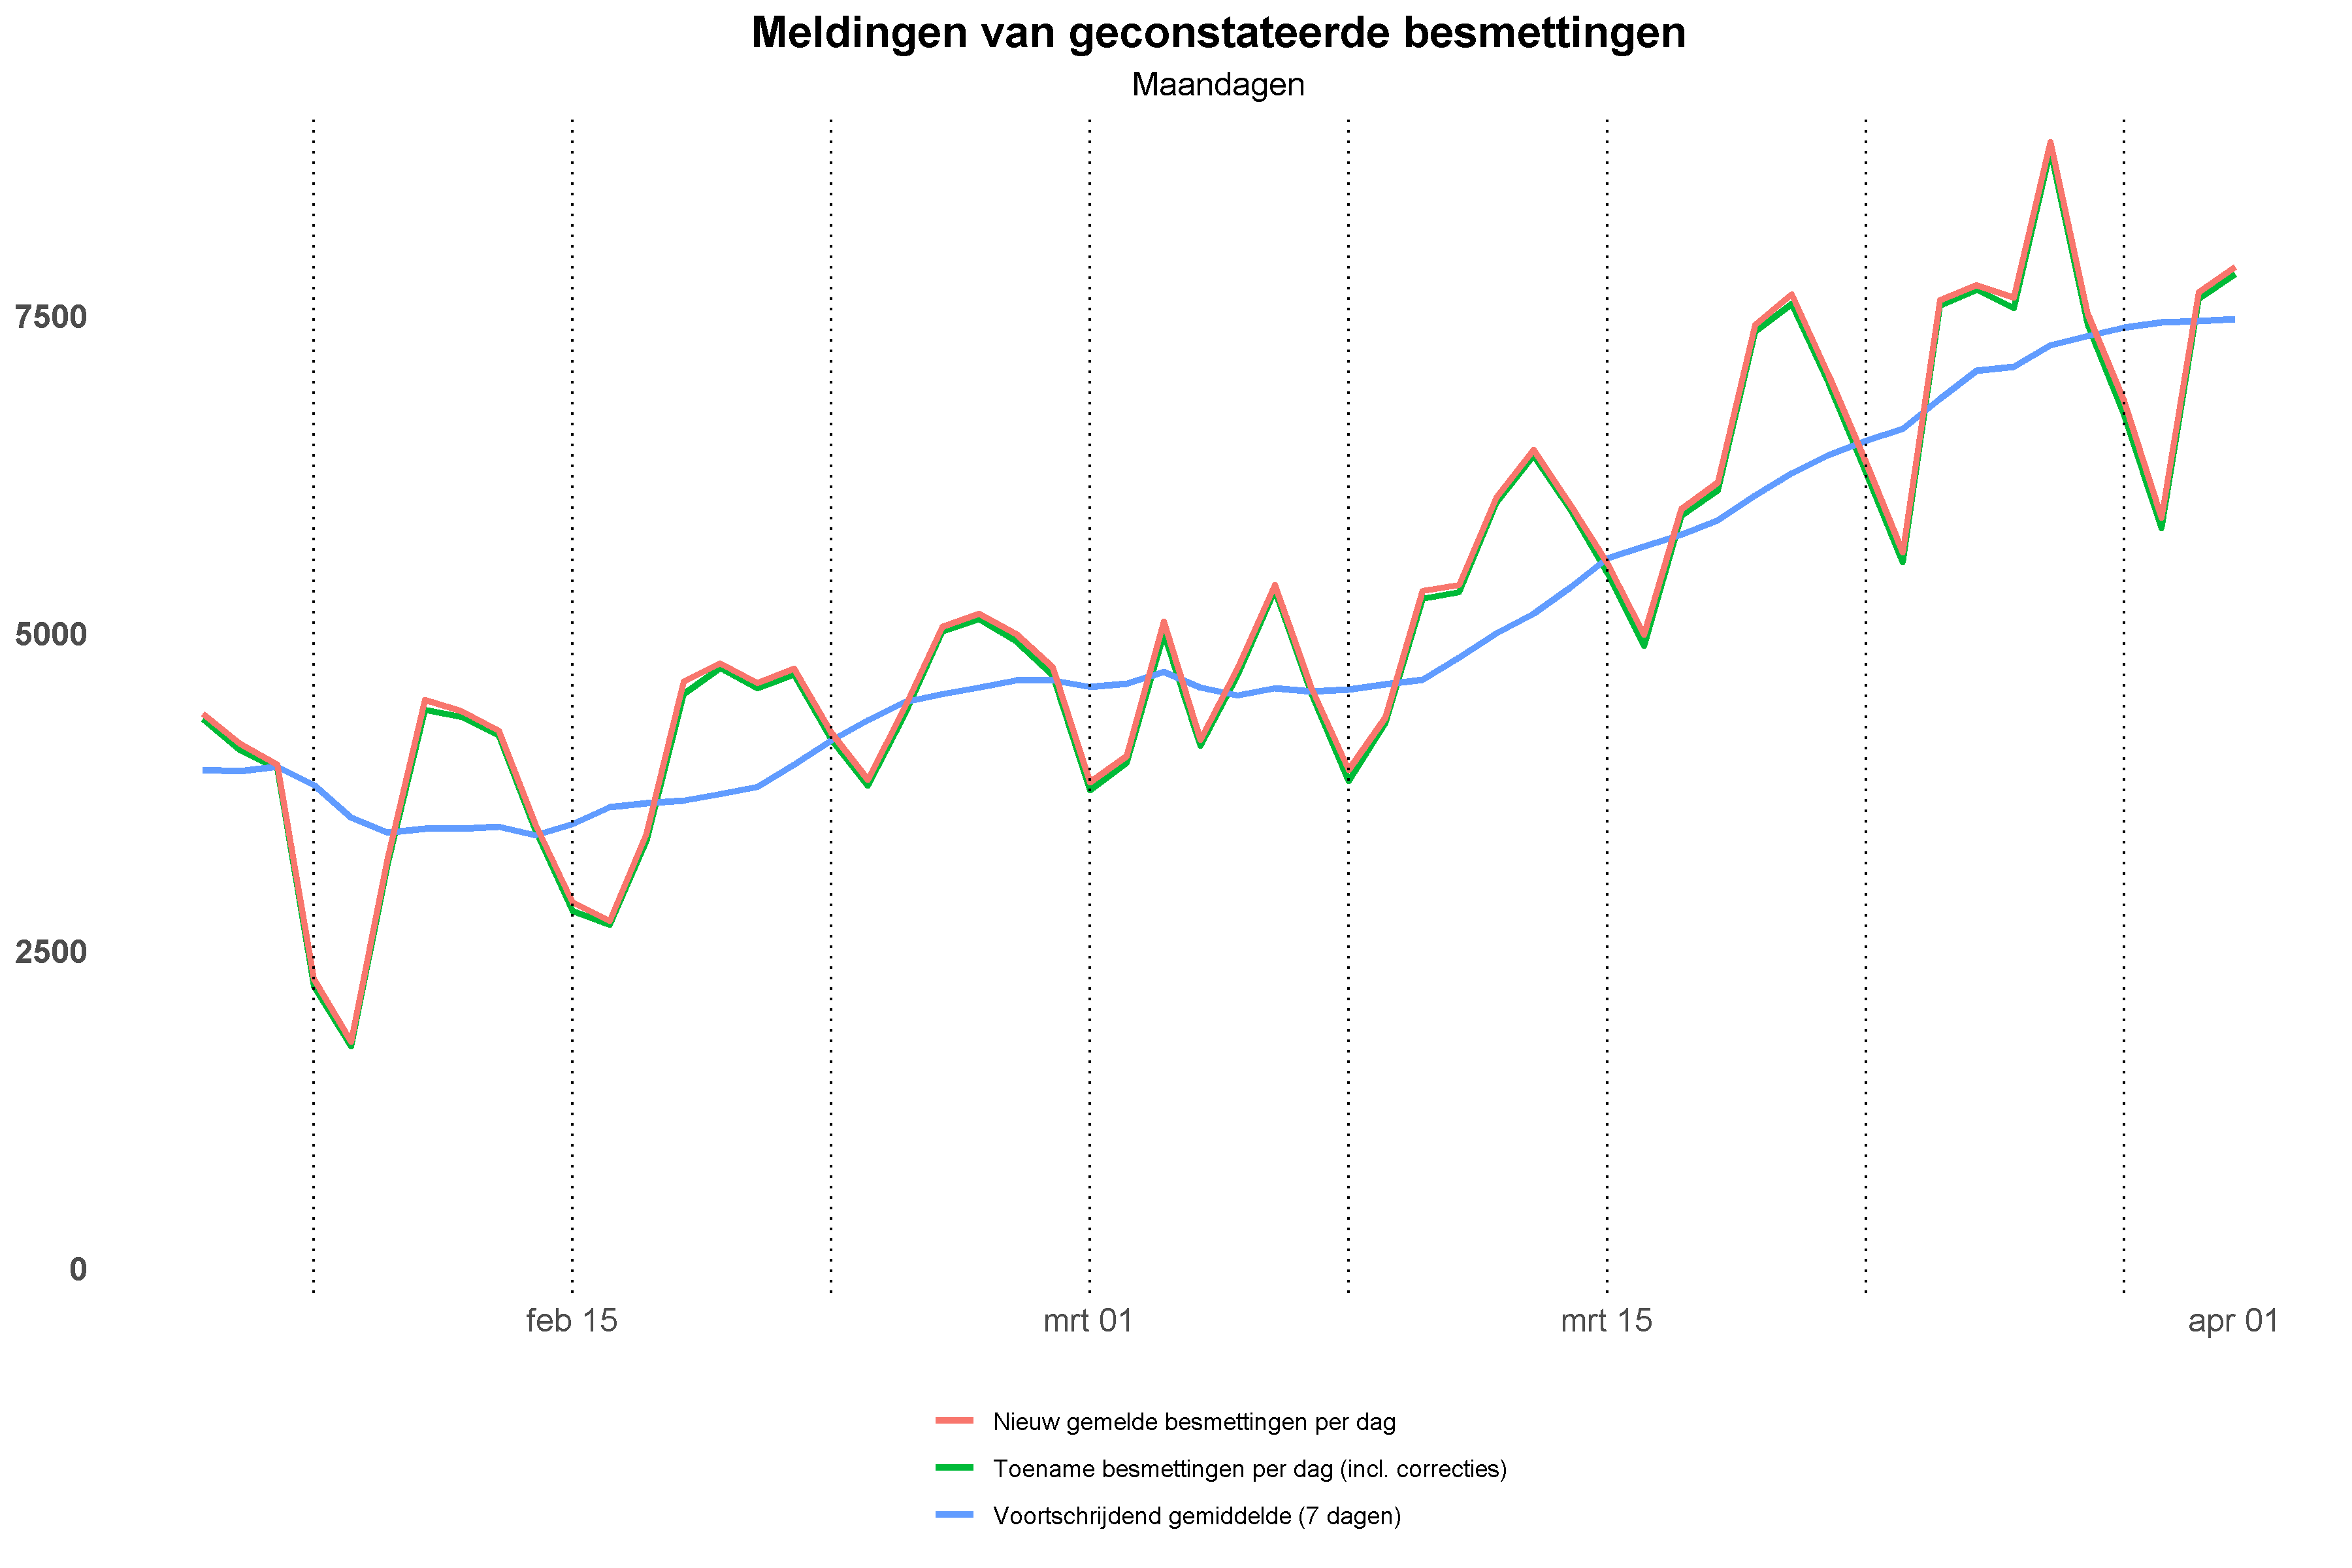 Meldingen van geconstateerde besmettingen
Maandagen
7500
5000
2500
0
feb 15
mrt 01
mrt 15
apr 01
Nieuw gemelde besmettingen per dag
Toename besmettingen per dag (incl. correcties)
Voortschrijdend gemiddelde (7 dagen)